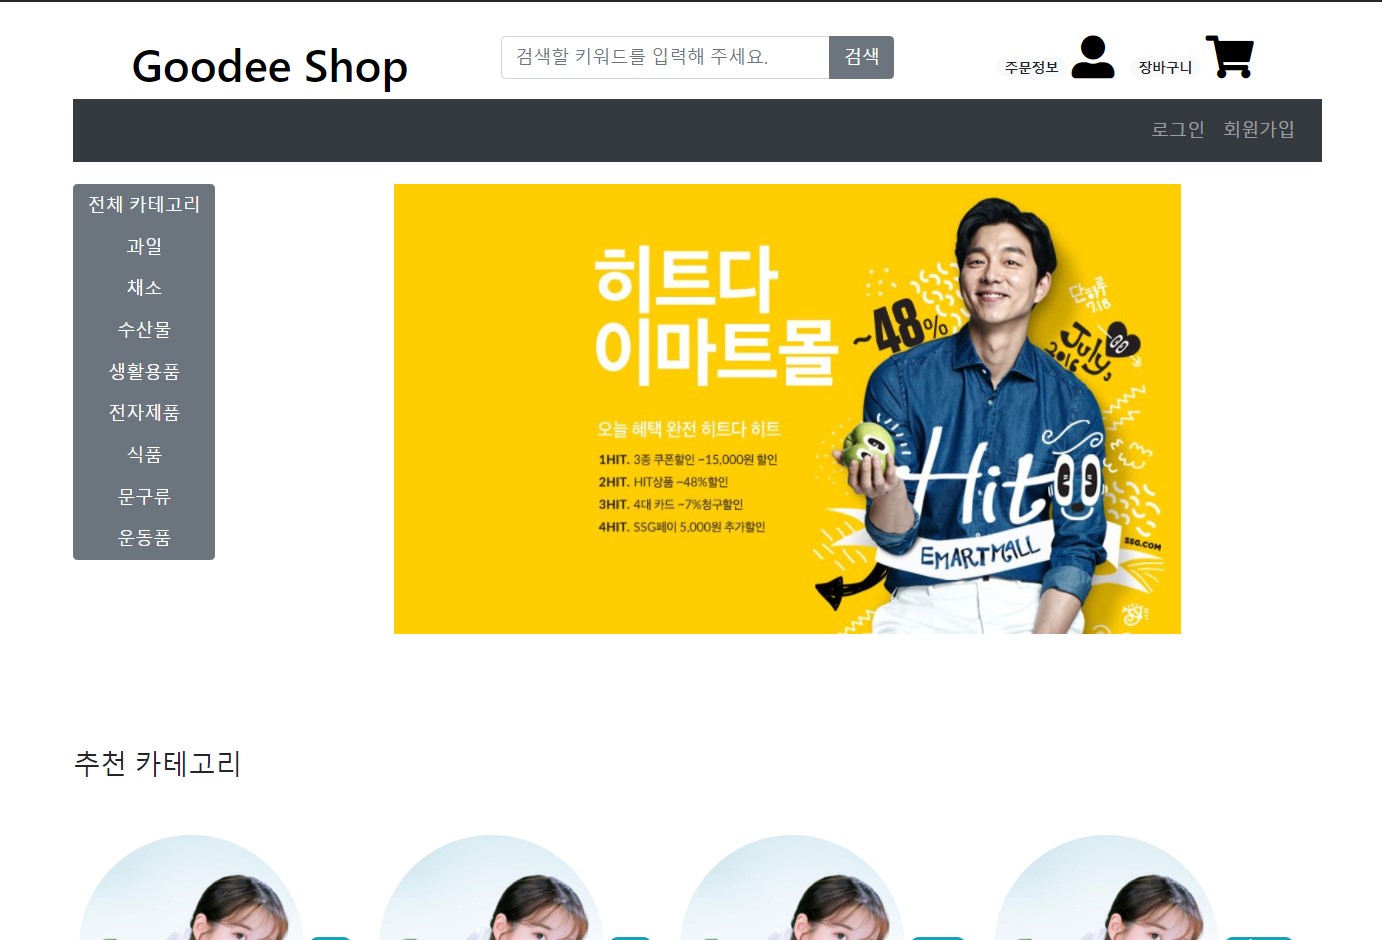 Goodee Shop
검색할 키워드를 입력해 주세요.
검색
주문정보
장바구니
로그인
회원가입
전체 카테고리
과일
채소
수산물
생활용품
전자제품
식품
문구류
운동품
히트다
이마트몰
~48%
단하루
7.18
July
2016
오늘 혜택 완전 히트다 히트
1HIT. 3종 쿠폰할인 ~15,000원 할인
2HIT. HIT상품 ~48%할인
3HIT. 4대 카드 ~7%청구할인
4HIT. SSG페이 5,000원 추가할인
Hit
EMARTMALL
SSG.COM
추천 카테고리